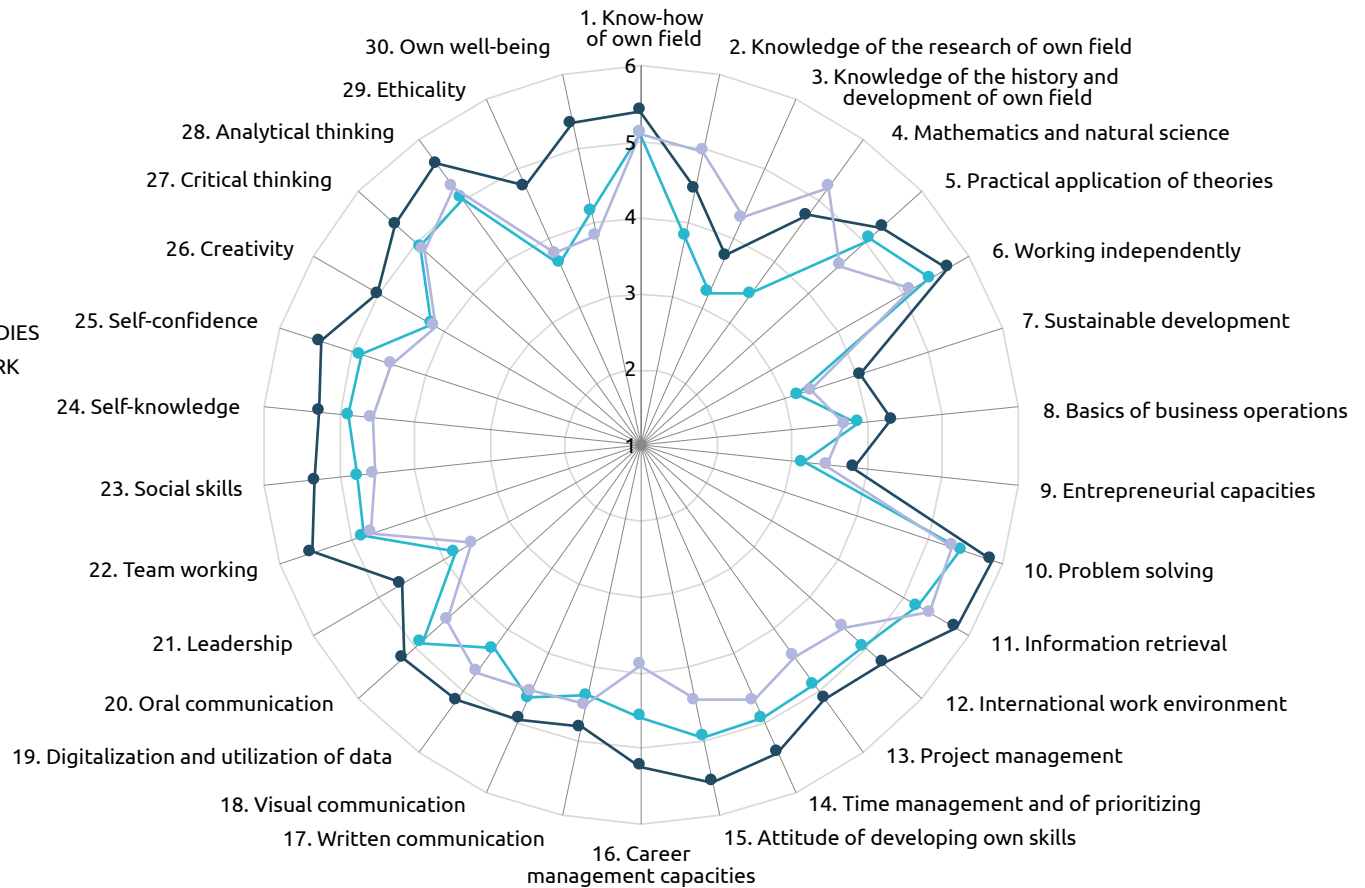 1. Know-how
of own field
2. Knowledge of the research of own field
3. Knowledge of the history and
development of own field
4. Mathematics and natural science
5. Practical application of theories
6. Working independently
7. Sustainable development
8. Basics of business operations
9. Entrepreneurial capacities
10. Problem solving
11. Information retrieval
12. International work environment
13. Project management
14. Time management and of prioritizing
15. Attitude of developing own skills
16. Career
management capacities
17. Written communication
18. Visual communication
19. Digitalization and utilization of data
20. Oral communication
21. Leadership
22. Team working
23. Social skills
24. Self-knowledge
25. Self-confidence
26. Creativity
27. Critical thinking
28. Analytical thinking
29. Ethicality
30. Own well-being
6
5
4
3
2
1
DIES
RK